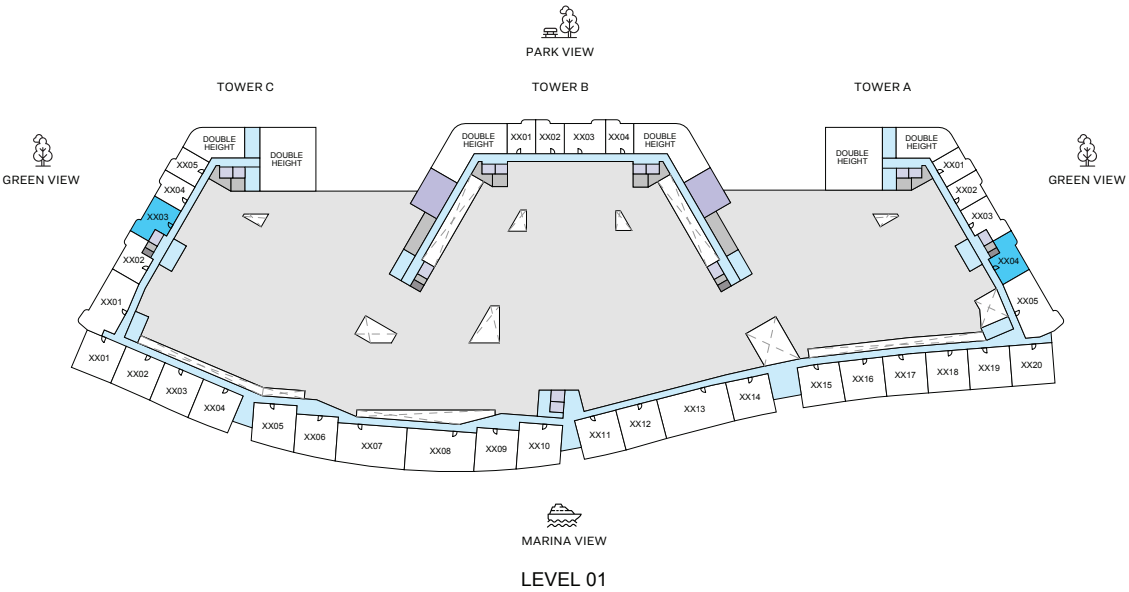 PARK VIEW
TOWER C
TOWER B
TOWER A
GREEN VIEW
GREEN VIEW
DOUBLE
HEIGHT
DOUBLE
HEIGHT
XX05
XX04
XX03
XX02
XX01
DOUBLE
HEIGHT
XX01
XX02
XX03
XX04
DOUBLE
HEIGHT
DOUBLE
HEIGHT
DOUBLE
HEIGHT
XX01
XX02
XX03
XX04
XX05
XX01
XX02
XX03
XX04
XX05
XX06
XX07
XX08
XX09
XX10
XX11
XX12
XX13
XX14
XX15
XX16
XX17
XX18
XX19
XX20
MARINA VIEW
LEVEL 01